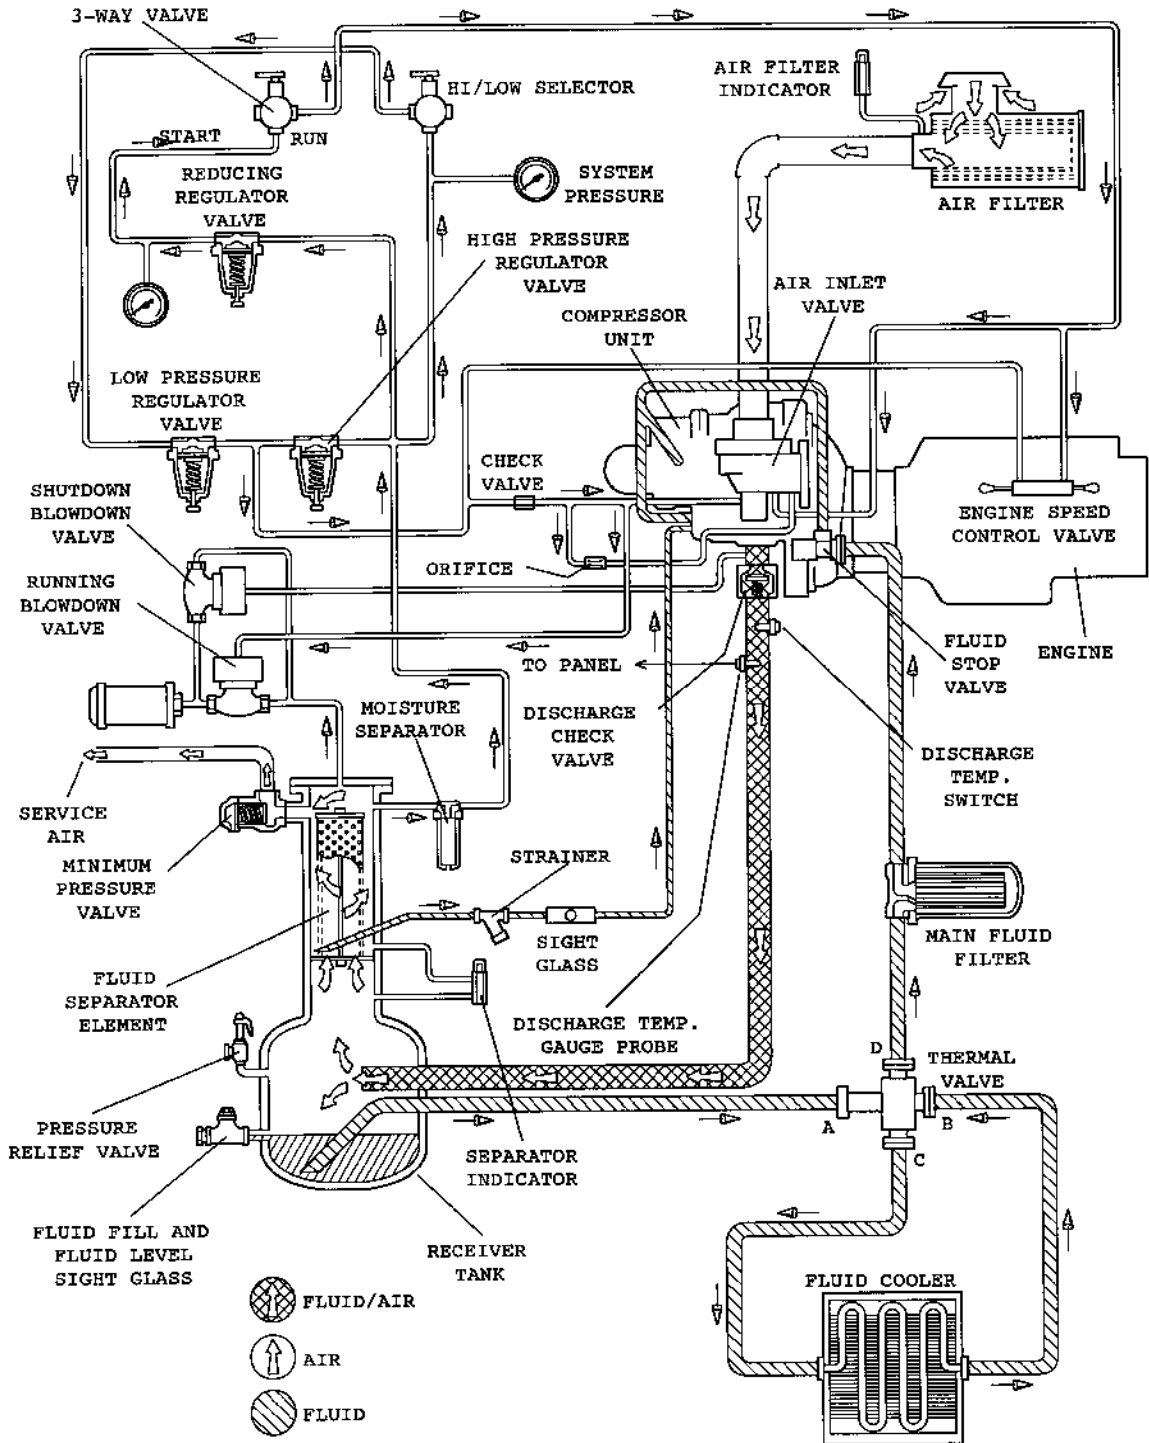 3-WAY VALVE
HI/LOW SELECTOR
AIR FILTER
INDICATOR
START
RUN
REDUCING
REGULATOR
VALVE
SYSTEM
PRESSURE
AIR FILTER
HIGH PRESSURE
REGULATOR
VALVE
AIR INLET
VALVE
COMPRESSOR
UNIT
LOW PRESSURE
REGULATOR
VALVE
CHECK
VALVE
SHUTDOWN
BLOWDOWN
VALVE
ENGINE SPEED
CONTROL VALVE
ORIFICE
RUNNING
BLOWDOWN
VALVE
FLUID
STOP
VALVE
ENGINE
TO PANEL
MOISTURE
SEPARATOR
DISCHARGE
CHECK
VALVE
DISCHARGE
TEMP.
SWITCH
SERVICE
AIR
MINIMUM
PRESSURE
VALVE
STRAINER
SIGHT
GLASS
MAIN FLUID
FILTER
FLUID
SEPARATOR
ELEMENT
DISCHARGE TEMP.
GAUGE PROBE
D
THERMAL
VALVE
A
B
C
PRESSURE
RELIEF VALVE
SEPARATOR
INDICATOR
FLUID FILL AND
FLUID LEVEL
SIGHT GLASS
RECEIVER
TANK
FLUID COOLER
FLUID/AIR
AIR
FLUID